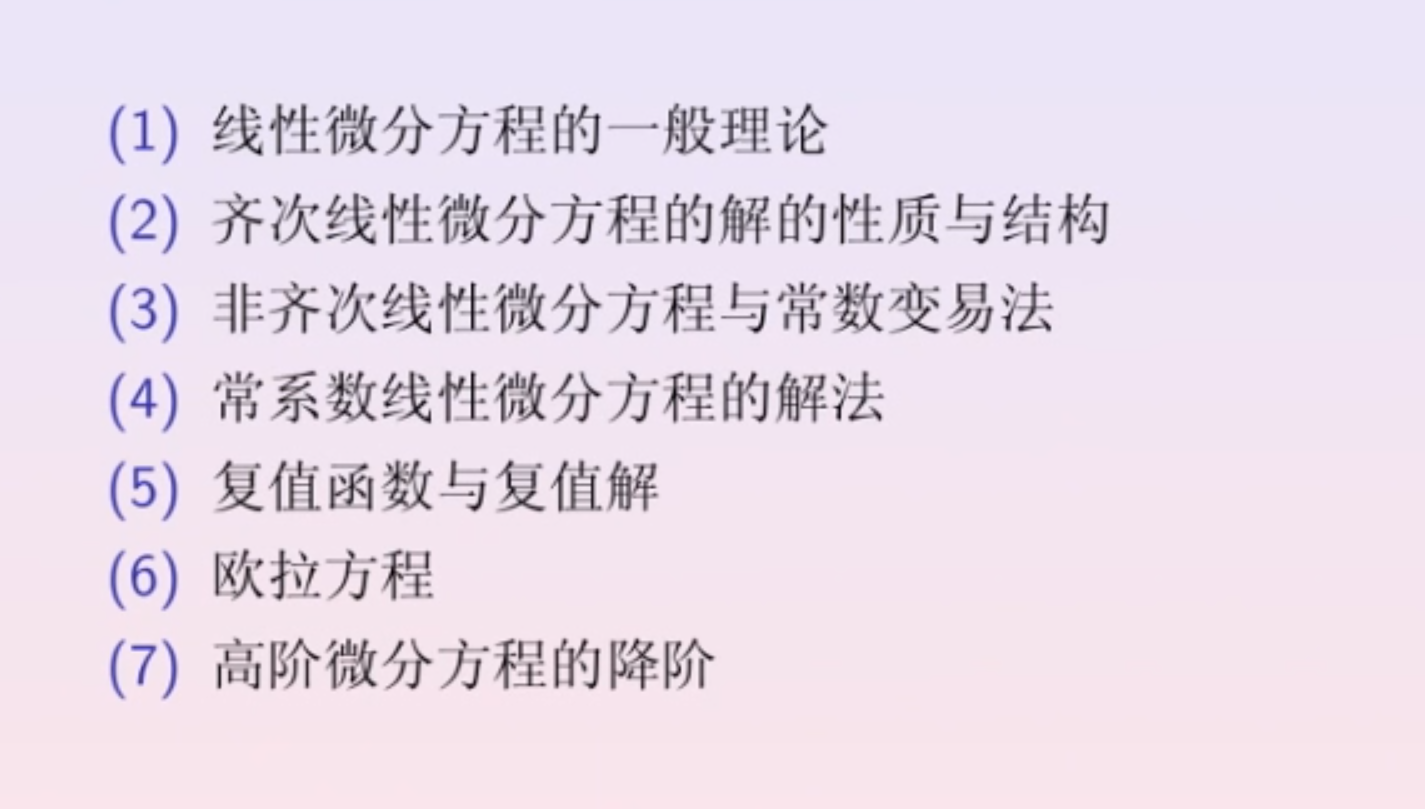 (1) 线性微分方程的一般理论
(2) 齐次线性微分方程的解的性质与结构
(3) 非齐次线性微分方程与常数变易法
(4) 常系数线性微分方程的解法
(5) 复值函数与复值解
(6) 欧拉方程
(7) 高阶微分方程的降阶